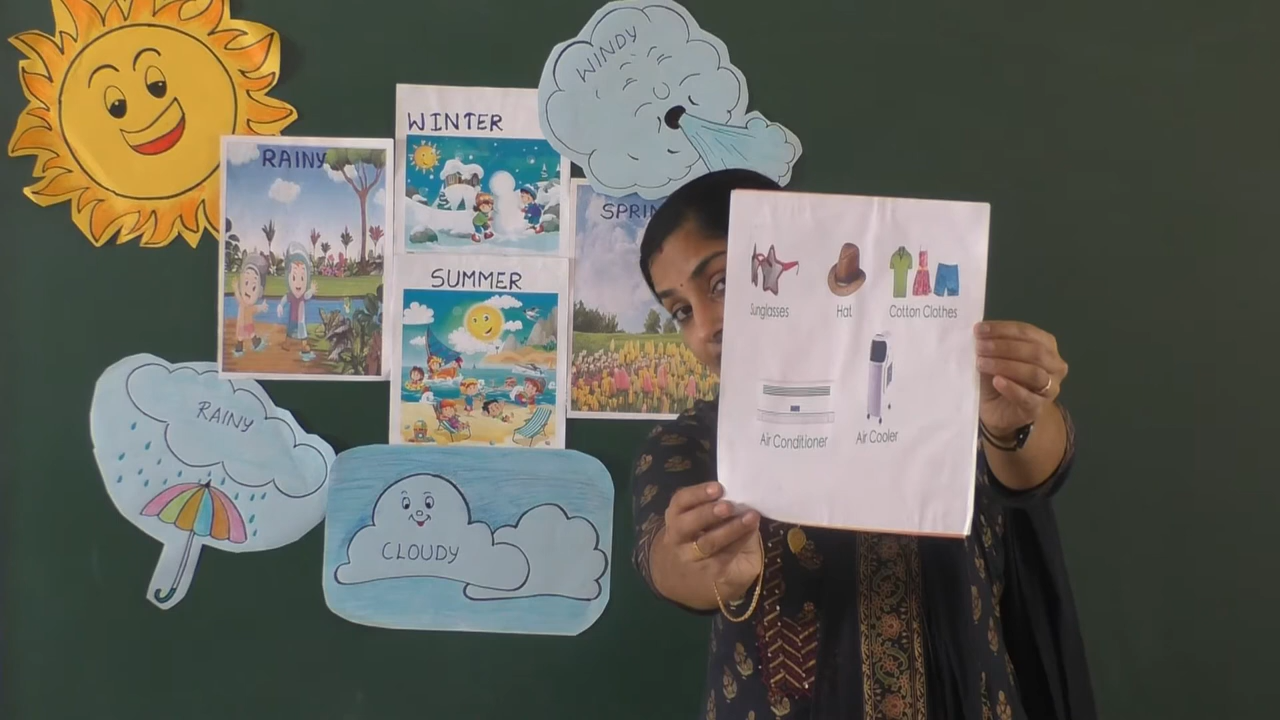 WINDY
WINTER
RAINY
SPRIN
SUMMER
RAINY
CLOUDY
Sunglasses Hat Cotton Clothes
Air Conditioner Air Cooler